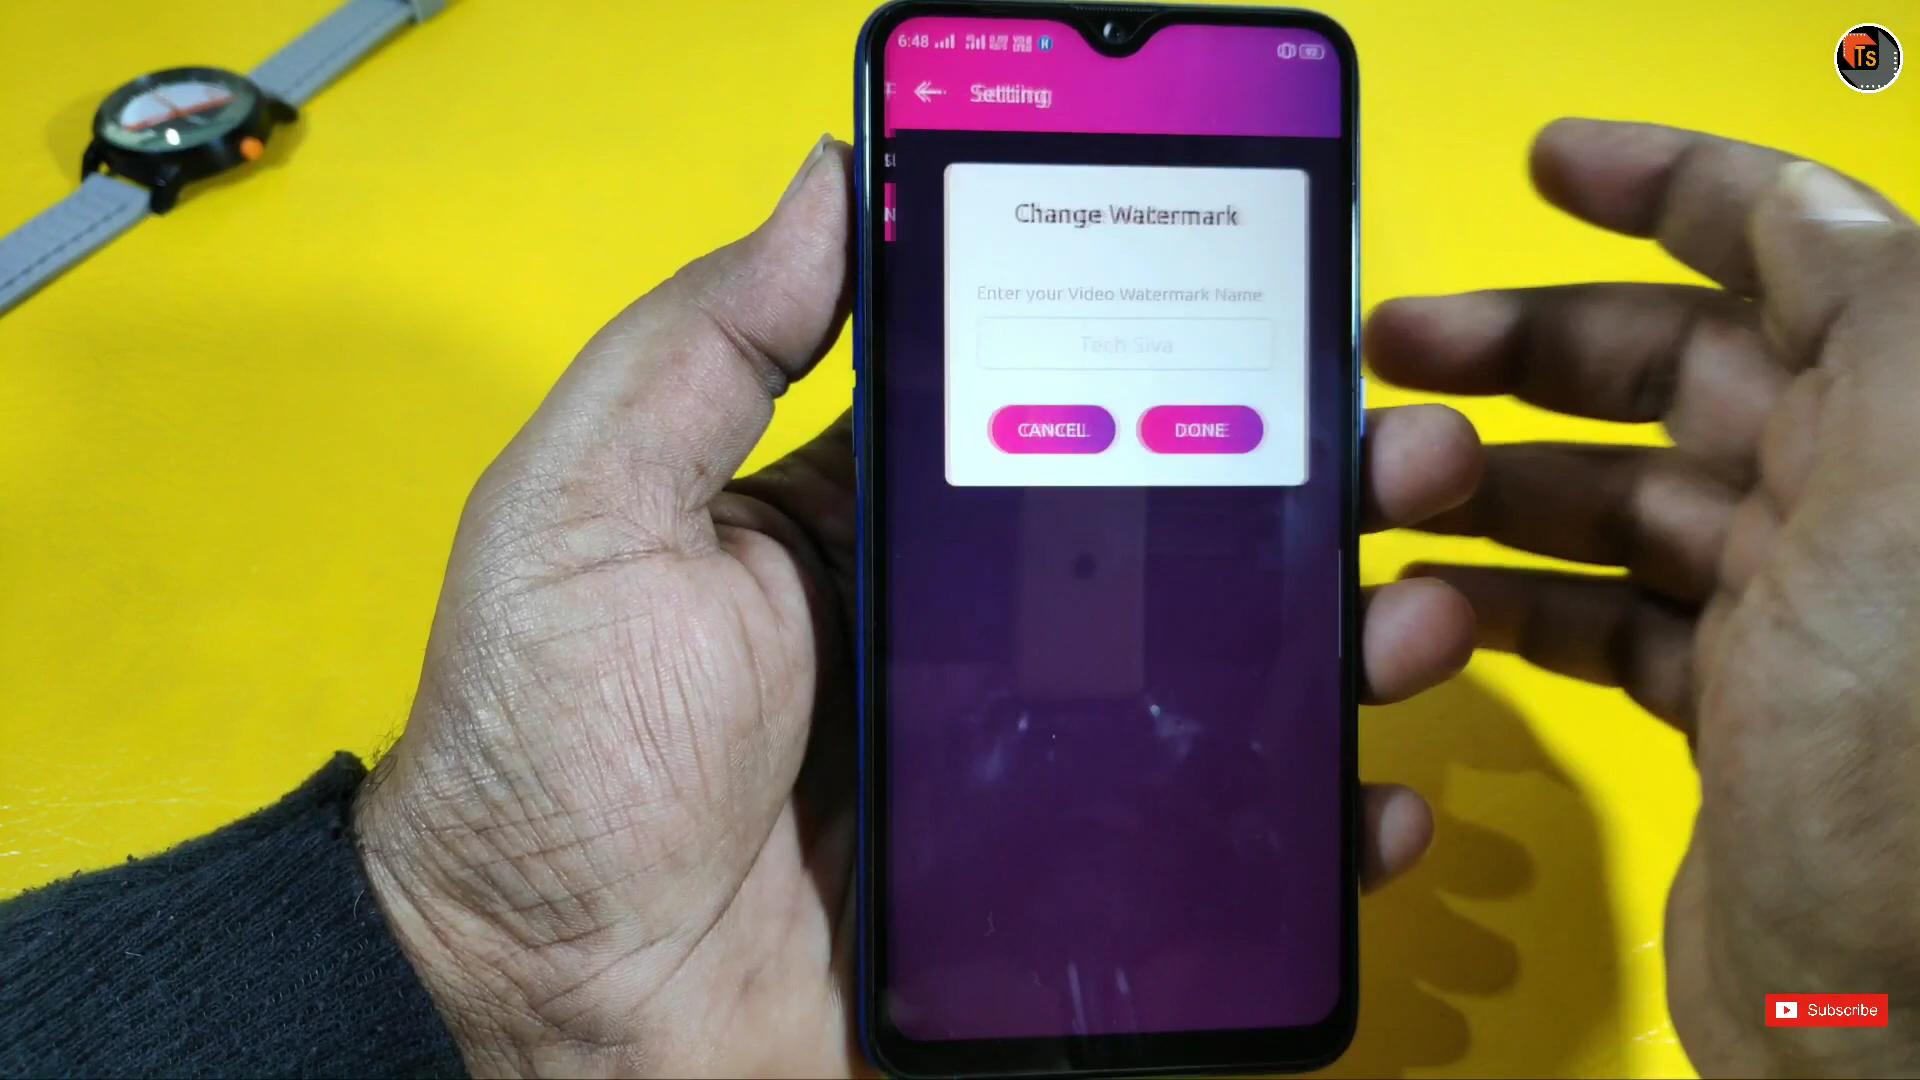 6:48
Ts
Setting
Change Watermark
Enter your Video Watermark Name
Tech Siva
CANCEL
DONE
Subscribe